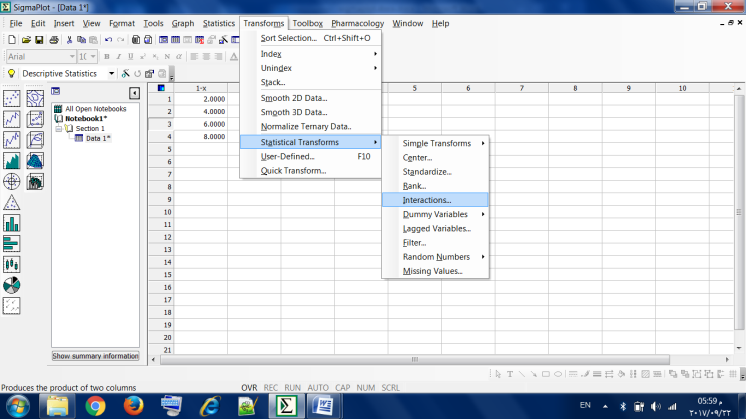 SigmaPlot - [Data 1*]
File Edit Insert View Format Tools Graph Statistics Transforms Toolbox Pharmacology Window Help
Arial
Descriptive Statistics
Sort Selection... Ctrl+Shift+O
Index
Unindex
Stack...
Smooth 2D Data...
Smooth 3D Data...
Normalize Ternary Data..
Statistical Transforms
User-Defined... F10
Quick Transform...
Simple Transforms
Center...
Standardize...
Rank...
Interactions...
Dummy Variables
Lagged Variables...
Filter...
Random Numbers
Missing Values...
All Open Notebooks
Notebook1*
Section 1
Data 1*
Show summary information
1-x 5 6 7 8 9 10
1 2.0000
2 4.0000
3 6.0000
4 8.0000
5
6
7
8
9
10
11
12
13
14
15
16
17
18
19
20
21
Produces the product of two columns
OVR REC RUN AUTO CAP NUM SCRL
EN
05:59 م
٢٠١٧/٠٩/٢٢